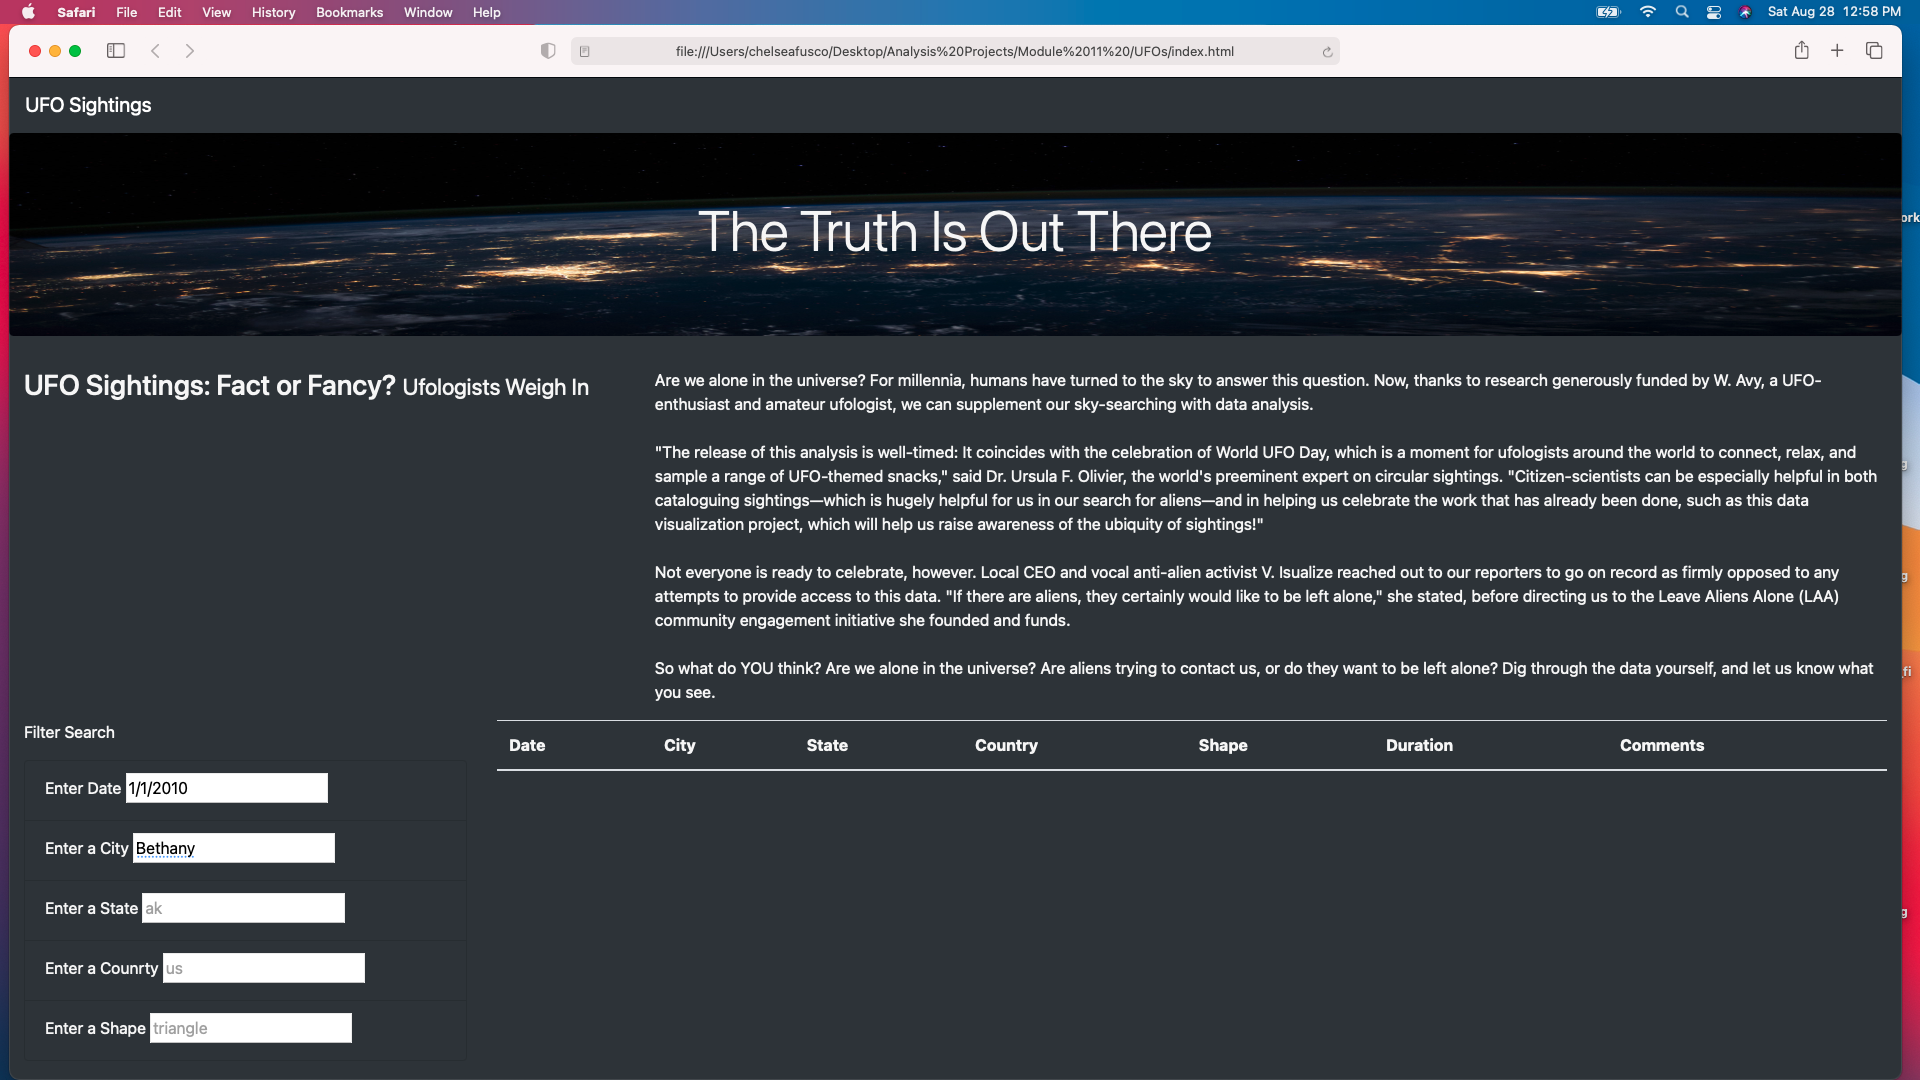 Safari File Edit View History Bookmarks Window Help Sat Aug 28 12:58 PM
file:///Users/chelseafusco/Desktop/Analysis%20Projects/Module%2011%20/UFOs/index.html
UFO Sightings
ork
The Truth Is Out There
UFO Sightings: Fact or Fancy? Ufologists Weigh In
Are we alone in the universe? For millennia, humans have turned to the sky to answer this question. Now, thanks to research generously funded by W. Avy, a UFO-
enthusiast and amateur ufologist, we can supplement our sky-searching with data analysis.
"The release of this analysis is well-timed: It coincides with the celebration of World UFO Day, which is a moment for ufologists around the world to connect, relax, and
sample a range of UFO-themed snacks," said Dr. Ursula F. Olivier, the world's preeminent expert on circular sightings. "Citizen-scientists can be especially helpful in both
cataloguing sightings—which is hugely helpful for us in our search for aliens—and in helping us celebrate the work that has already been done, such as this data
visualization project, which will help us raise awareness of the ubiquity of sightings!"
Not everyone is ready to celebrate, however. Local CEO and vocal anti-alien activist V. Isualize reached out to our reporters to go on record as firmly opposed to any
attempts to provide access to this data. "If there are aliens, they certainly would like to be left alone," she stated, before directing us to the Leave Aliens Alone (LAA)
community engagement initiative she founded and funds.
So what do YOU think? Are we alone in the universe? Are aliens trying to contact us, or do they want to be left alone? Dig through the data yourself, and let us know what
you see.
Filter Search
Date City State Country Shape Duration Comments
Enter Date 1/1/2010
Enter a City Bethany
Enter a State ak
Enter a Counrty us
Enter a Shape triangle